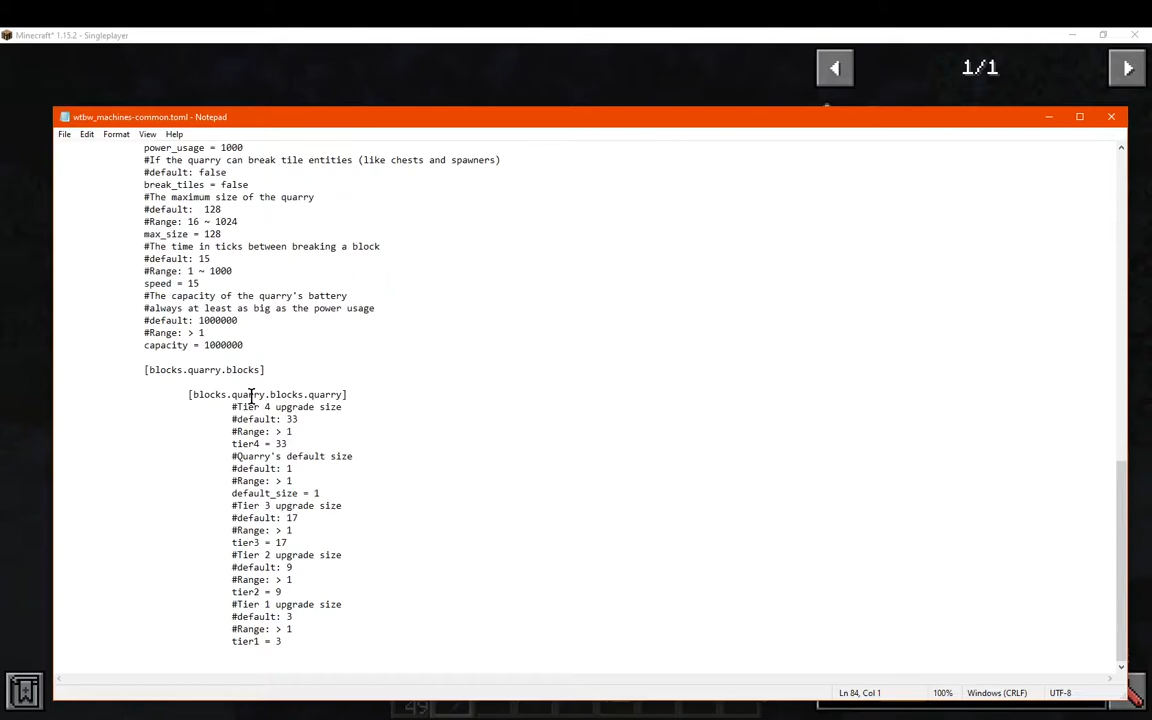 Minecraft* 1.15.2 - Singleplayer
1/1
wtbw_machines-common.toml - Notepad
File Edit Format View Help
power_usage = 1000
#If the quarry can break tile entities (like chests and spawners)
#default: false
break_tiles = false
#The maximum size of the quarry
#default:  128
#Range: 16 ~ 1024
max_size = 128
#The time in ticks between breaking a block
#default: 15
#Range: 1 ~ 1000
speed = 15
#The capacity of the quarry's battery
#always at least as big as the power usage
#default: 1000000
#Range: > 1
capacity = 1000000
[blocks.quarry.blocks]
[blocks.quarry.blocks.quarry]
#Tier 4 upgrade size
#default: 33
#Range: > 1
tier4 = 33
#Quarry's default size
#default: 1
#Range: > 1
default_size = 1
#Tier 3 upgrade size
#default: 17
#Range: > 1
tier3 = 17
#Tier 2 upgrade size
#default: 9
#Range: > 1
tier2 = 9
#Tier 1 upgrade size
#default: 3
#Range: > 1
tier1 = 3
Ln 84, Col 1 100% Windows (CRLF) UTF-8
49